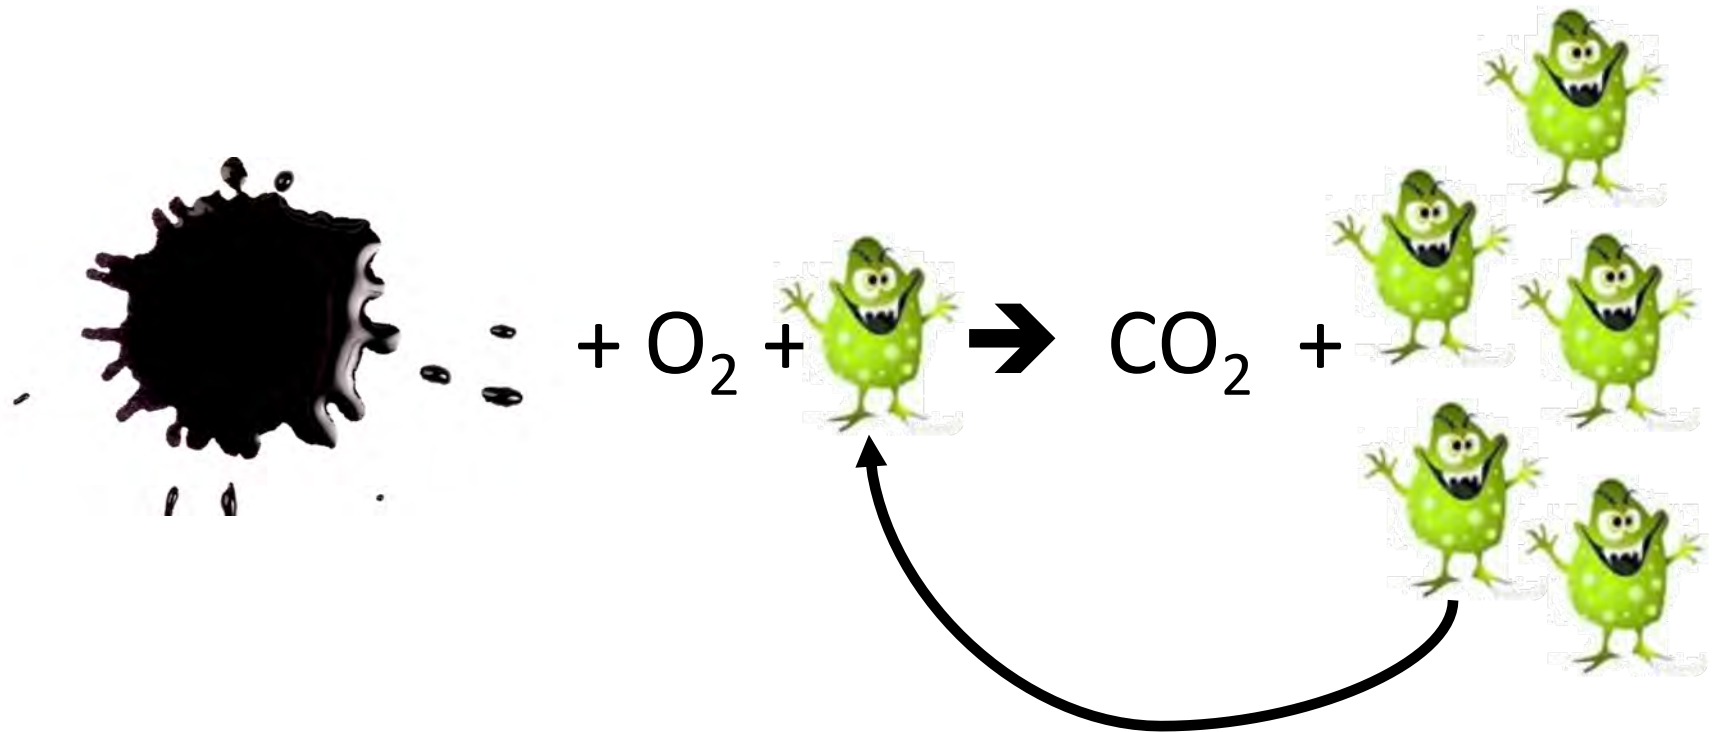 + O₂ + ➔ CO₂ +